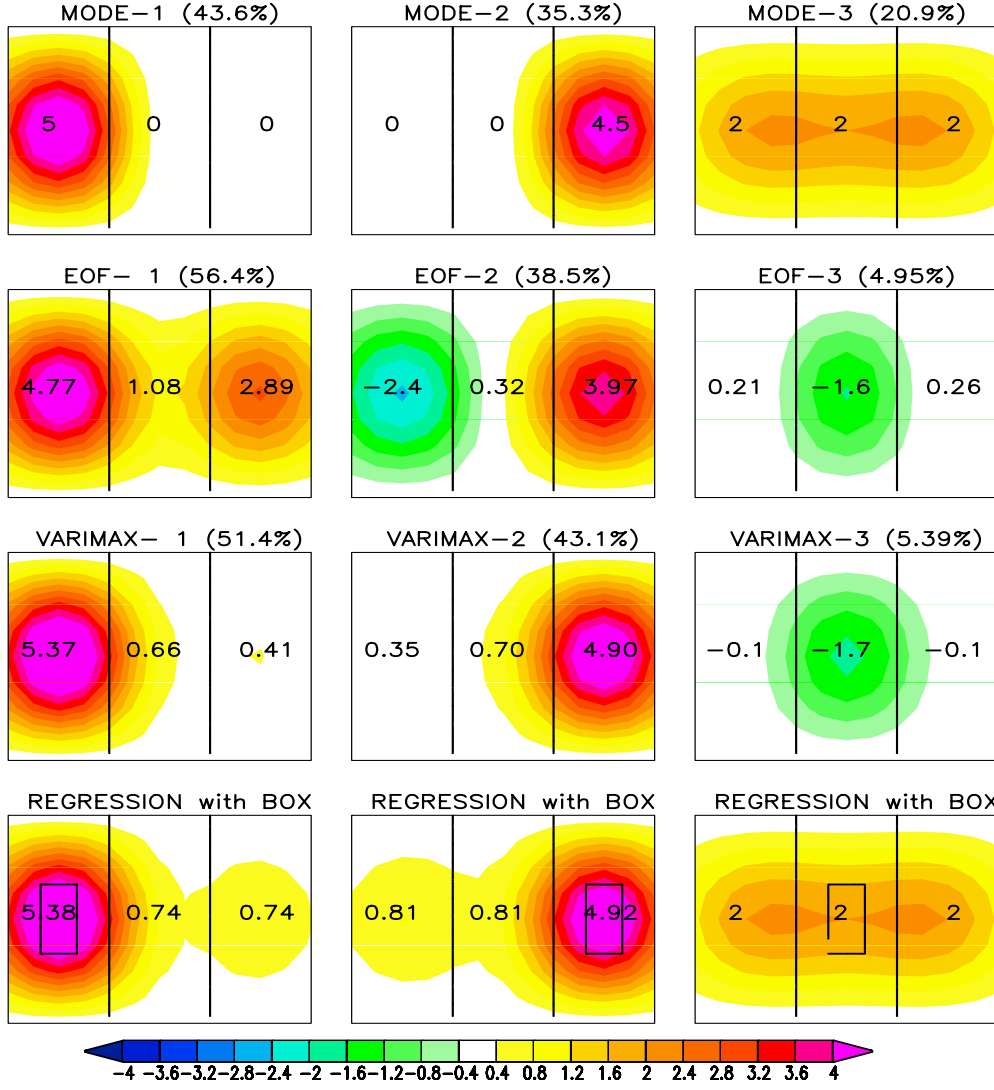 MODE-1 (43.6%) MODE-2 (35.3%) MODE-3 (20.9%)
5 0 0 0 0 4.5 2 2 2
EOF- 1 (56.4%) EOF-2 (38.5%) EOF-3 (4.95%)
4.77 1.08 2.89 -2.4 0.32 3.97 0.21 -1.6 0.26
VARIMAX- 1 (51.4%) VARIMAX-2 (43.1%) VARIMAX-3 (5.39%)
5.37 0.66 0.41 0.35 0.70 4.90 -0.1 -1.7 -0.1
REGRESSION with BOX REGRESSION with BOX REGRESSION with BOX
5.38 0.74 0.74 0.81 0.81 4.92 2 2 2
-4 -3.6 -3.2 -2.8 -2.4 -2 -1.6 -1.2 -0.8 -0.4 0.4 0.8 1.2 1.6 2 2.4 2.8 3.2 3.6 4